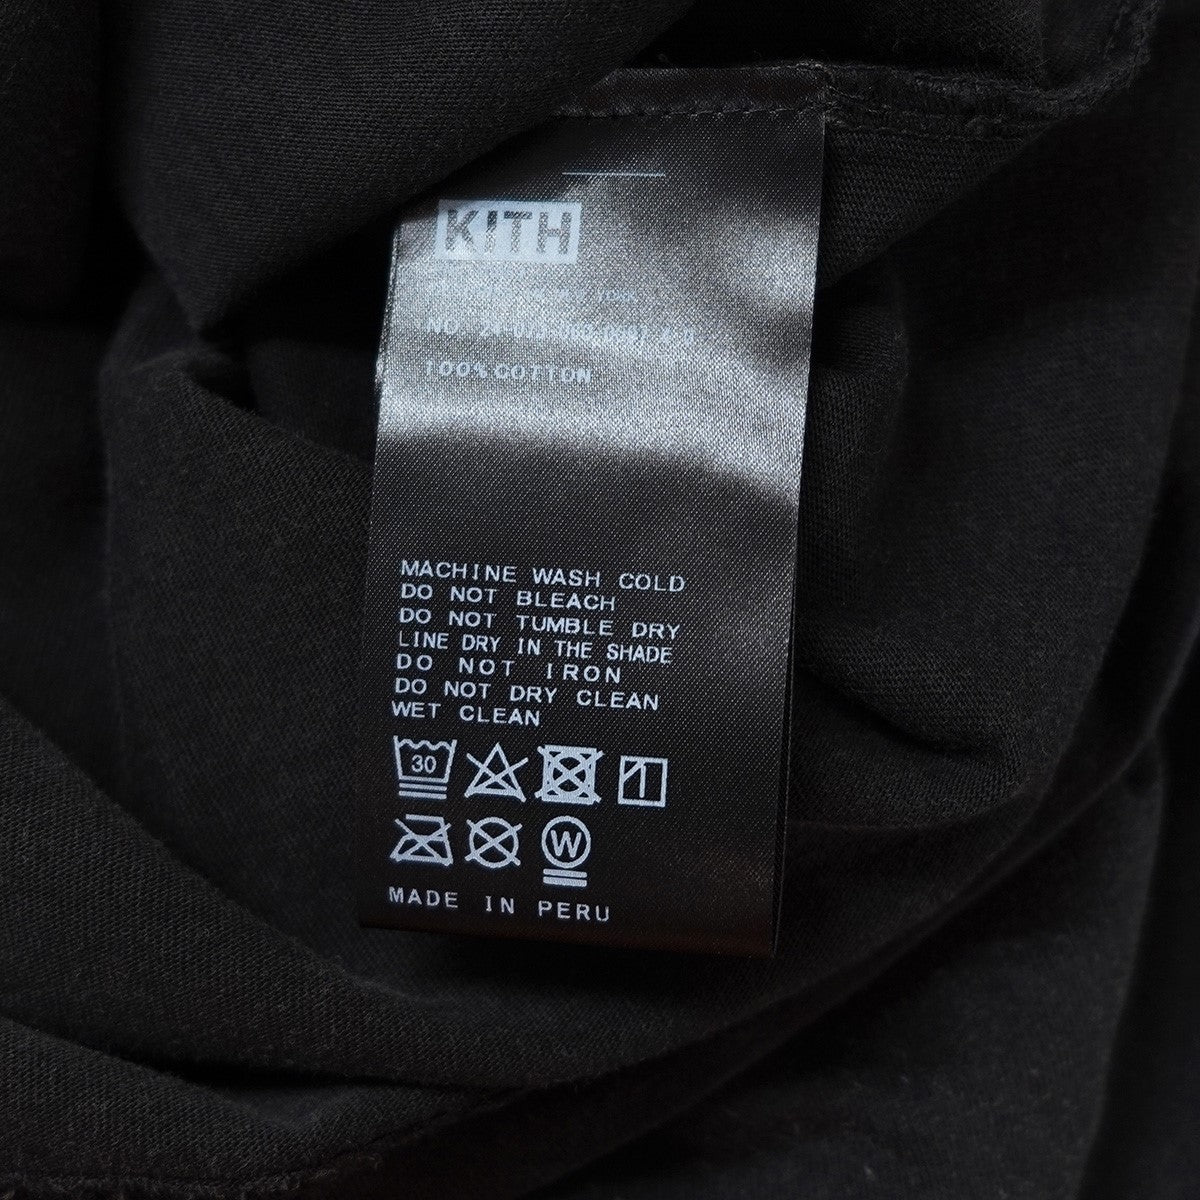 KITH
100% COTTON
MACHINE WASH COLD
DO NOT BLEACH
DO NOT TUMBLE DRY
LINE DRY IN THE SHADE
DO NOT IRON
DO NOT DRY CLEAN
WET CLEAN
30
W
MADE IN PERU